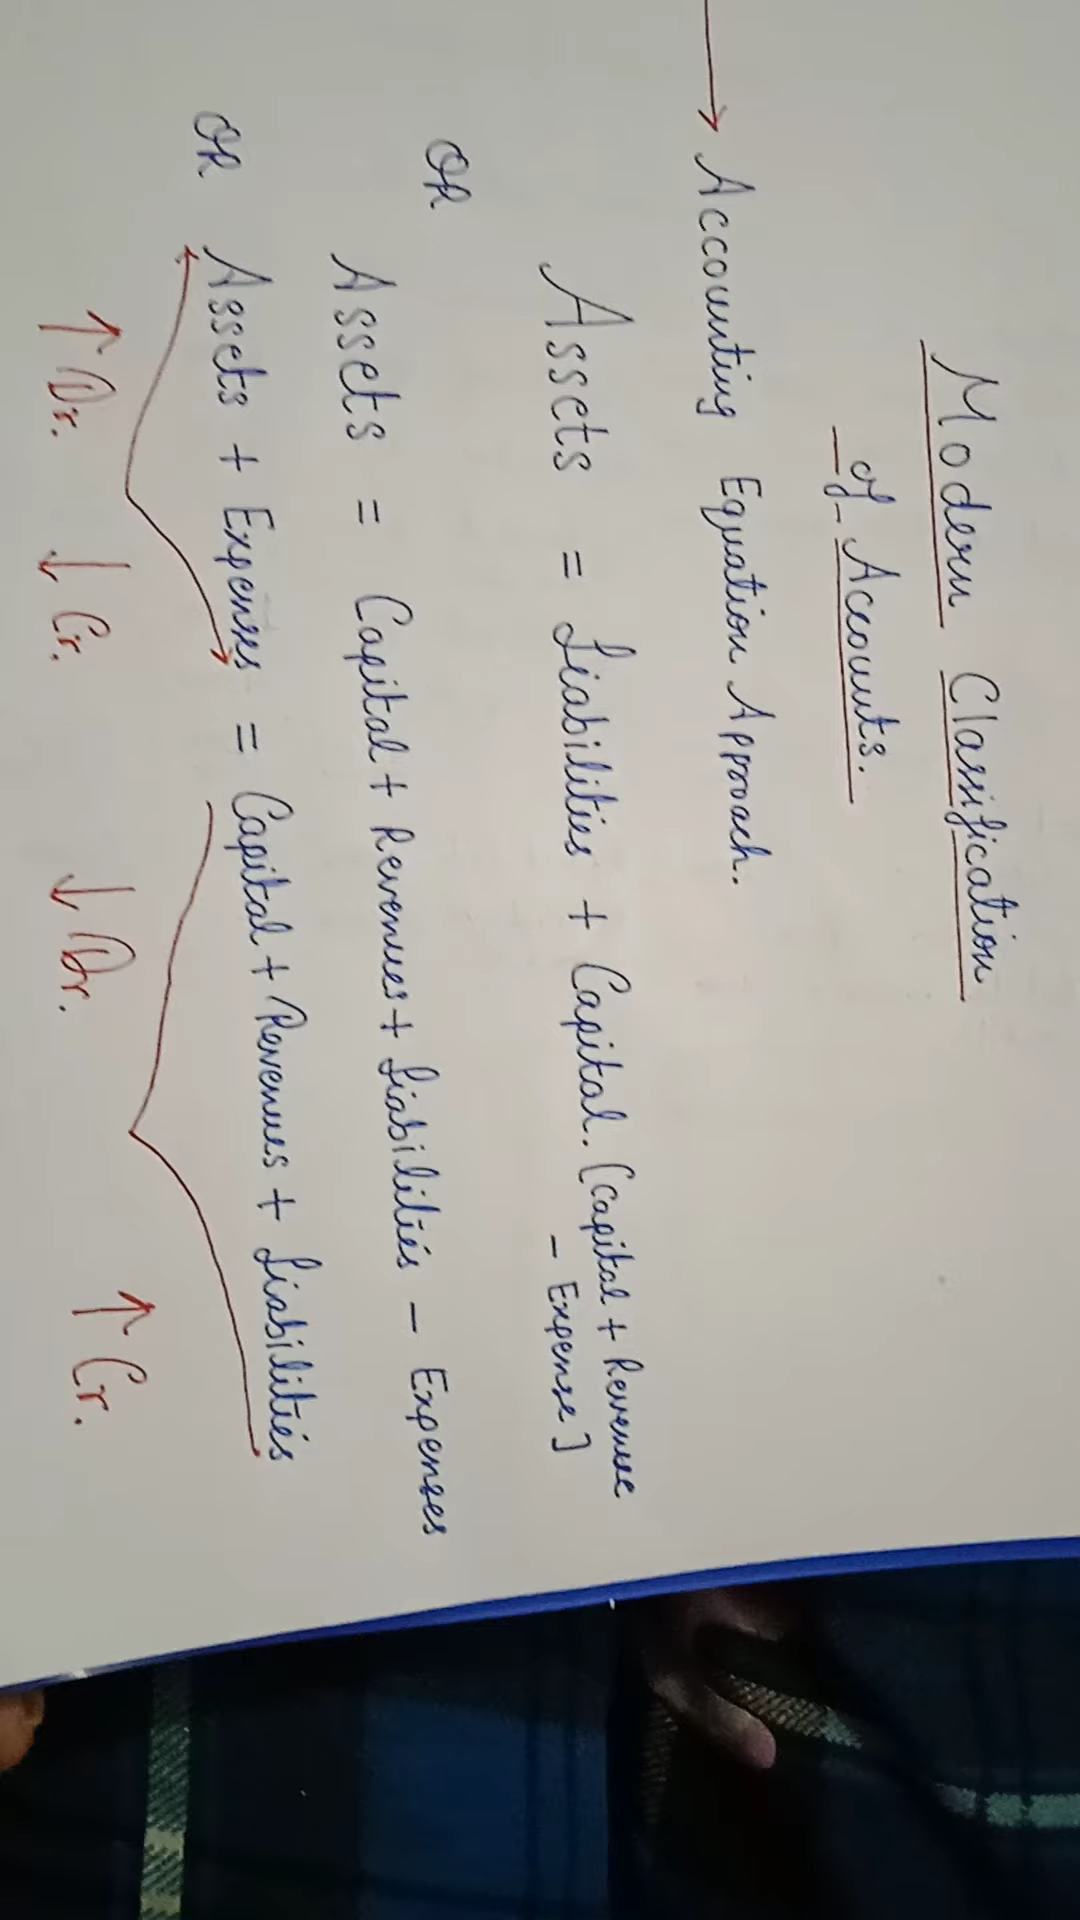 Modern Classification
of Accounts.
→ Accounting Equation Approach.
Assets = Liabilities + Capital. (Capital + Revenue
- Expense]
OR
Assets = Capital + Revenues + Liabilities - Expenses
OR Assets + Expenses = Capital + Revenues + Liabilities
↑ Dr. ↓ Cr. ↓ Dr. ↑ Cr.